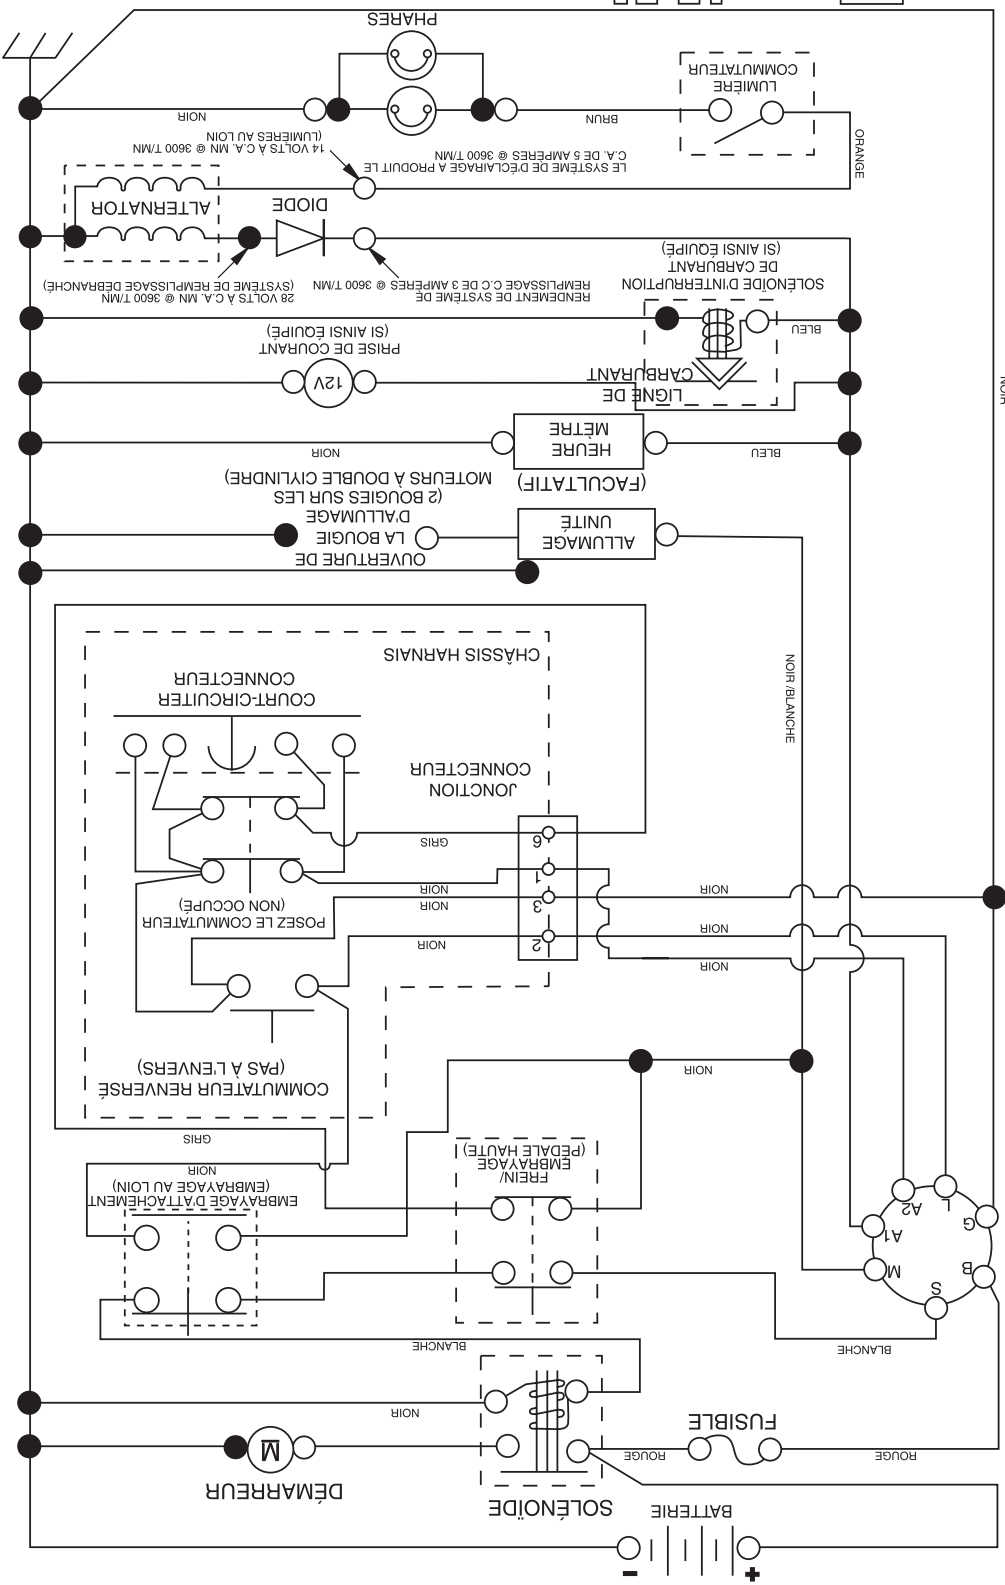 +
-
BATTERIE
SOLÉNOÏDE
DÉMARREUR
M
ROUGE
FUSIBLE
ROUGE
NOIR
BLANCHE
BLANCHE
S
B
M
G
A1
L
A2
FREIN/
EMBRAYAGE
(PÉDALE HAUTE)
EMBRAYAGE D'ATTACHEMENT
(EMBRAYAGE AU LOIN)
NOIR
GRIS
COMMUTATEUR RENVERSÉ
(PAS À L'ENVERS)
NOIR
NOIR
NOIR
NOIR
2
NOIR
3
NOIR
1
NOIR
6
GRIS
POSEZ LE COMMUTATEUR
(NON OCCUPÉ)
JONCTION
CONNECTEUR
COURT-CIRCUITER
CONNECTEUR
CHÂSSIS HARNAIS
NOIR /BLANCHE
NOIR
ALLUMAGE
UNITÉ
OUVERTURE DE
LA BOUGIE
D'ALLUMAGE
(2 BOUGIES SUR LES
MOTEURS À DOUBLE CIYLINDRE)
(FACULTATIF)
HÈURE
MÈTRE
BLEU
NOIR
LIGNE DE
CARBURANT
12V
PRISE DE COURANT
(SI AINSI ÉQUIPÉ)
BLEU
SOLÉNOÏDE D'INTERRUPTION
DE CARBURANT
(SI AINSI ÉQUIPÉ)
RENDEMENT DE SYSTÈME DE
REMPLISSAGE C.C DE 3 AMPÉRES @ 3600 T/MN
28 VOLTS À C.A. MN @ 3600 T/MN
(SYSTÈME DE REMPLISSAGE DÉBRANCHÉ)
DIODE
ALTERNATOR
LE SYSTÈME DE D'ÉCLAIRAGE A PRODUIT LE
C.A. DE 5 AMPÈRES @ 3600 T/MN
14 VOLTS À C.A. MN @ 3600 T/MN
(LUMIÈRES AU LOIN
ORANGE
BRUN
NOIR
LUMIÈRE
COMMUTATEUR
PHARES